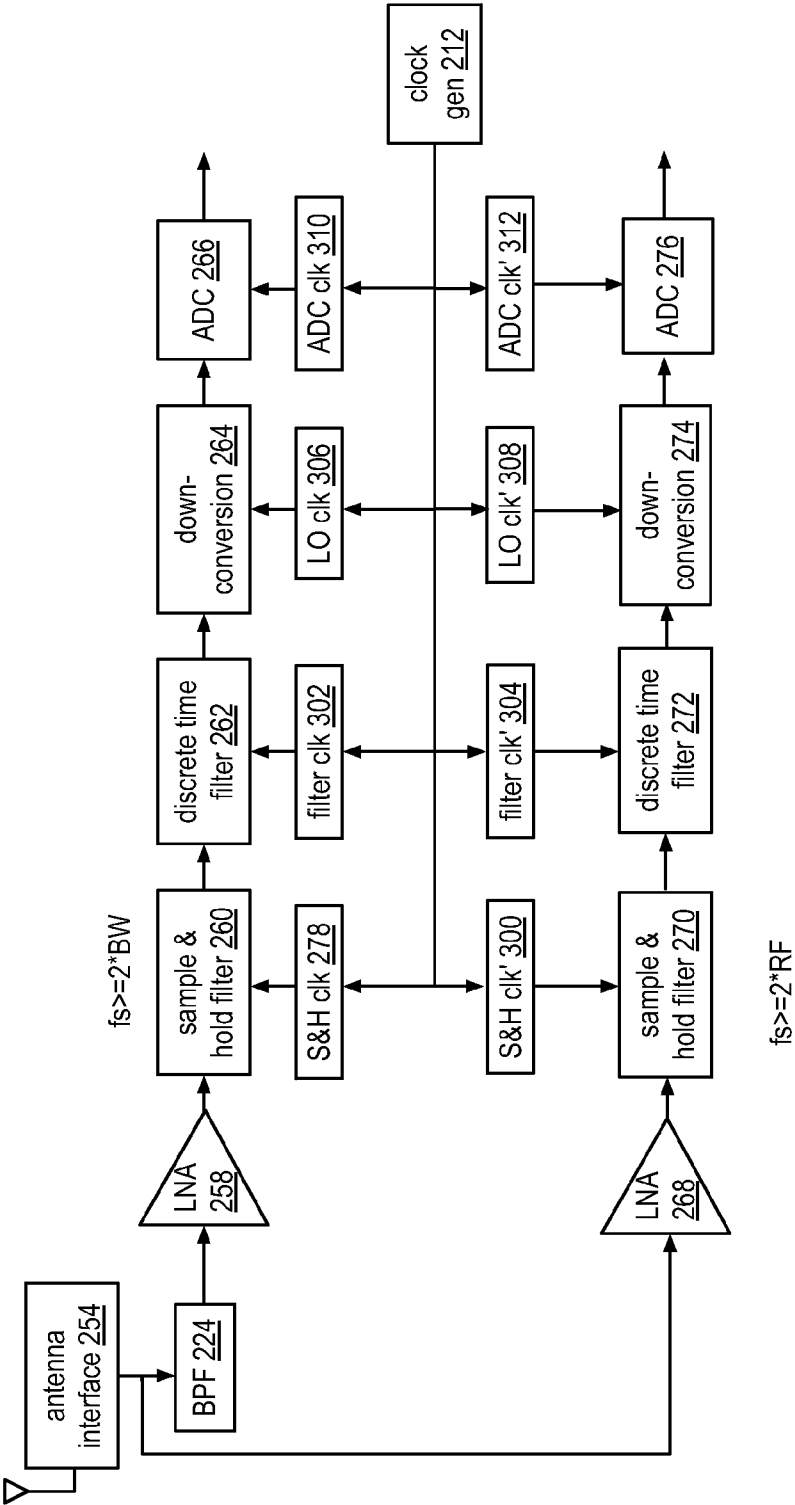 antenna
interface 254
BPF 224
LNA
258
fs>=2*BW
sample &
hold filter 260
discrete time
filter 262
down-
conversion 264
ADC 266
S&H clk 278
filter clk 302
LO clk 306
ADC clk 310
clock
gen 212
S&H clk' 300
filter clk' 304
LO clk' 308
ADC clk' 312
LNA
268
sample &
hold filter 270
discrete time
filter 272
down-
conversion 274
ADC 276
fs>=2*RF